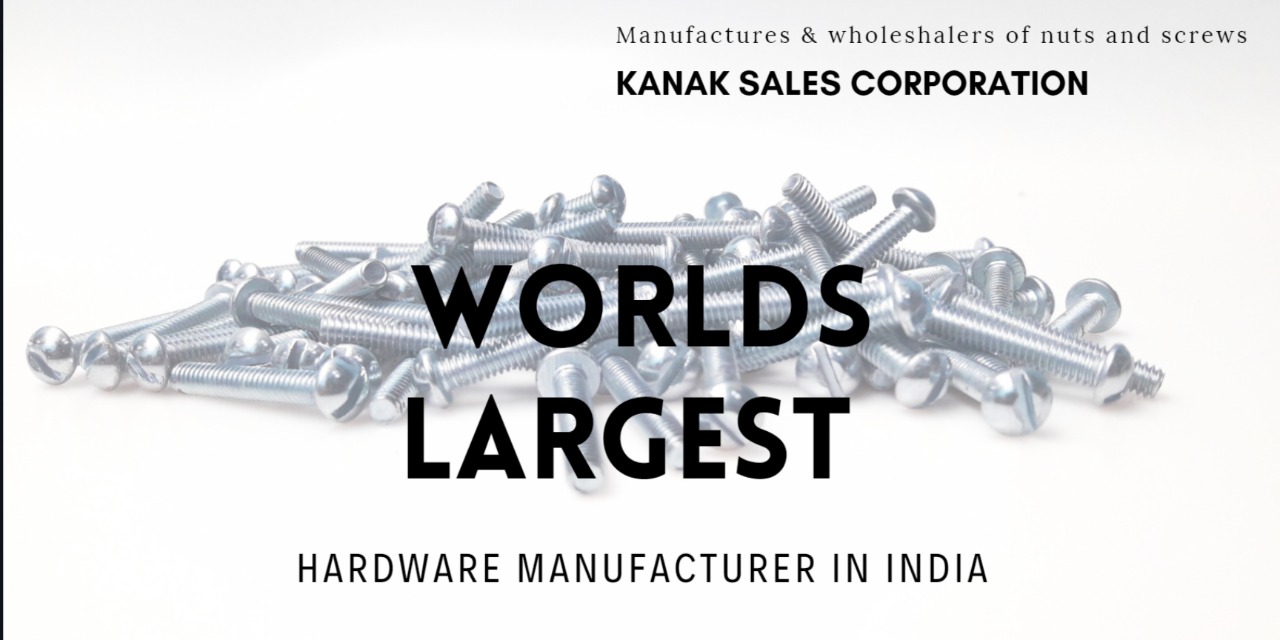 Manufactures & wholeshalers of nuts and screws
KANAK SALES CORPORATION
WORLDS
LARGEST
HARDWARE MANUFACTURER IN INDIA